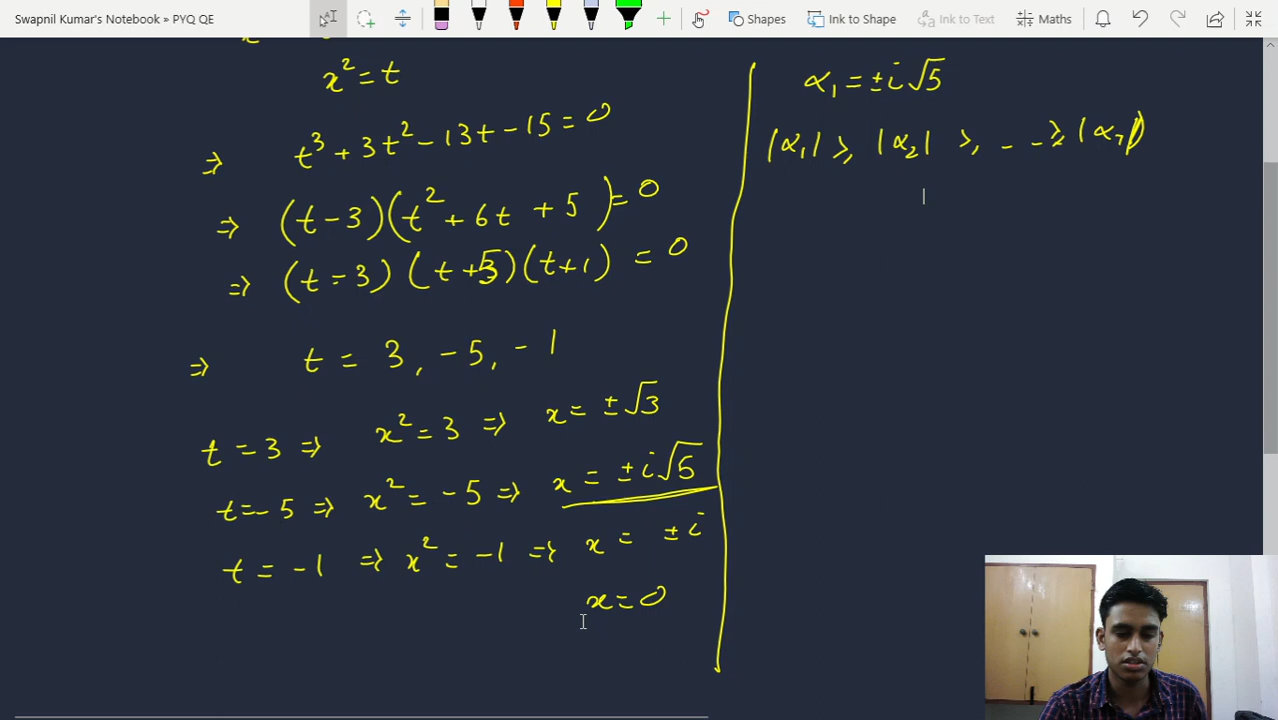 Swapnil Kumar's Notebook » PYQ QE
Shapes
Ink to Shape
Ink to Text
Maths
x² = t
⇒ t³ + 3t² - 13t - 15 = 0
⇒ (t - 3)(t² + 6t + 5) = 0
⇒ (t = 3) (t + 5) (t + 1) = 0
⇒ t = 3, -5, -1
t = 3 ⇒ x² = 3 ⇒ x = ±√3
t = -5 ⇒ x² = -5 ⇒ x = ±i√5
t = -1 ⇒ x² = -1 ⇒ x = ±i
x = 0
α₁ = ±i√5
|α₁| ≥, |α₂| ≥, - - ≥, |α₇|